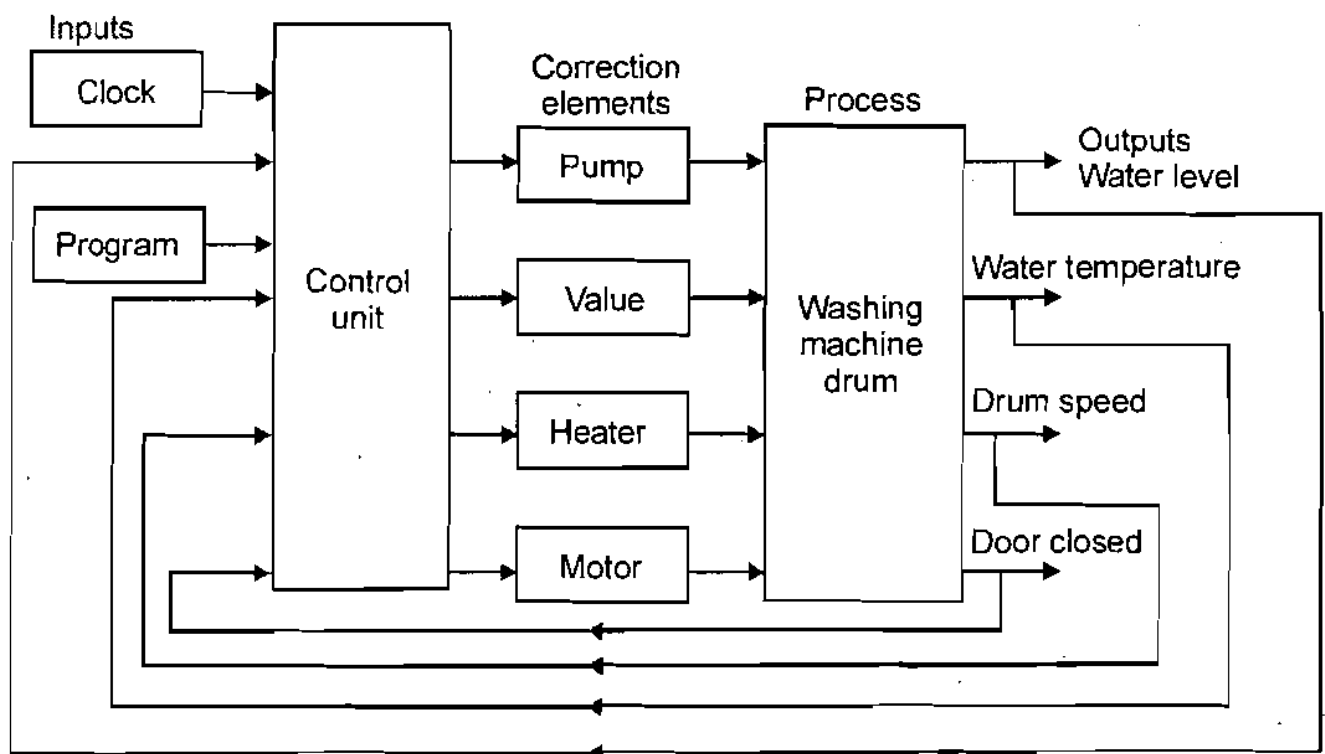 Inputs
Clock
Program
Control
unit
Correction
elements
Pump
Value
Heater
Motor
Process
Washing
machine
drum
Outputs
Water level
Water temperature
Drum speed
Door closed